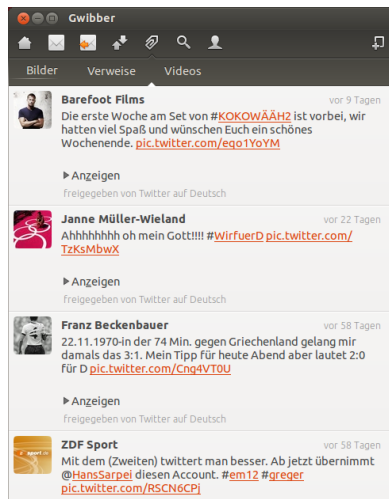 Gwibber
Bilder Verweise Videos
Barefoot Films vor 9 Tagen
Die erste Woche am Set von #KOKOWÄÄH2 ist vorbei, wir
hatten viel Spaß und wünschen Euch ein schönes
Wochenende. pic.twitter.com/eqo1YoYM
Anzeigen
freigegeben von Twitter auf Deutsch
Janne Müller-Wieland vor 22 Tagen
Ahhhhhhhh oh mein Gott!!!! #WirfuerD pic.twitter.com/
TzKsMbwX
Anzeigen
freigegeben von Twitter auf Deutsch
Franz Beckenbauer vor 58 Tagen
22.11.1970-in der 74 Min. gegen Griechenland gelang mir
damals das 3:1. Mein Tipp für heute Abend aber lautet 2:0
für D pic.twitter.com/Cnq4VT0U
Anzeigen
freigegeben von Twitter auf Deutsch
ZDF Sport vor 58 Tagen
Mit dem (Zweiten) twittert man besser. Ab jetzt übernimmt
@HansSarpei diesen Account. #em12 #greger
pic.twitter.com/RSCN6CPj